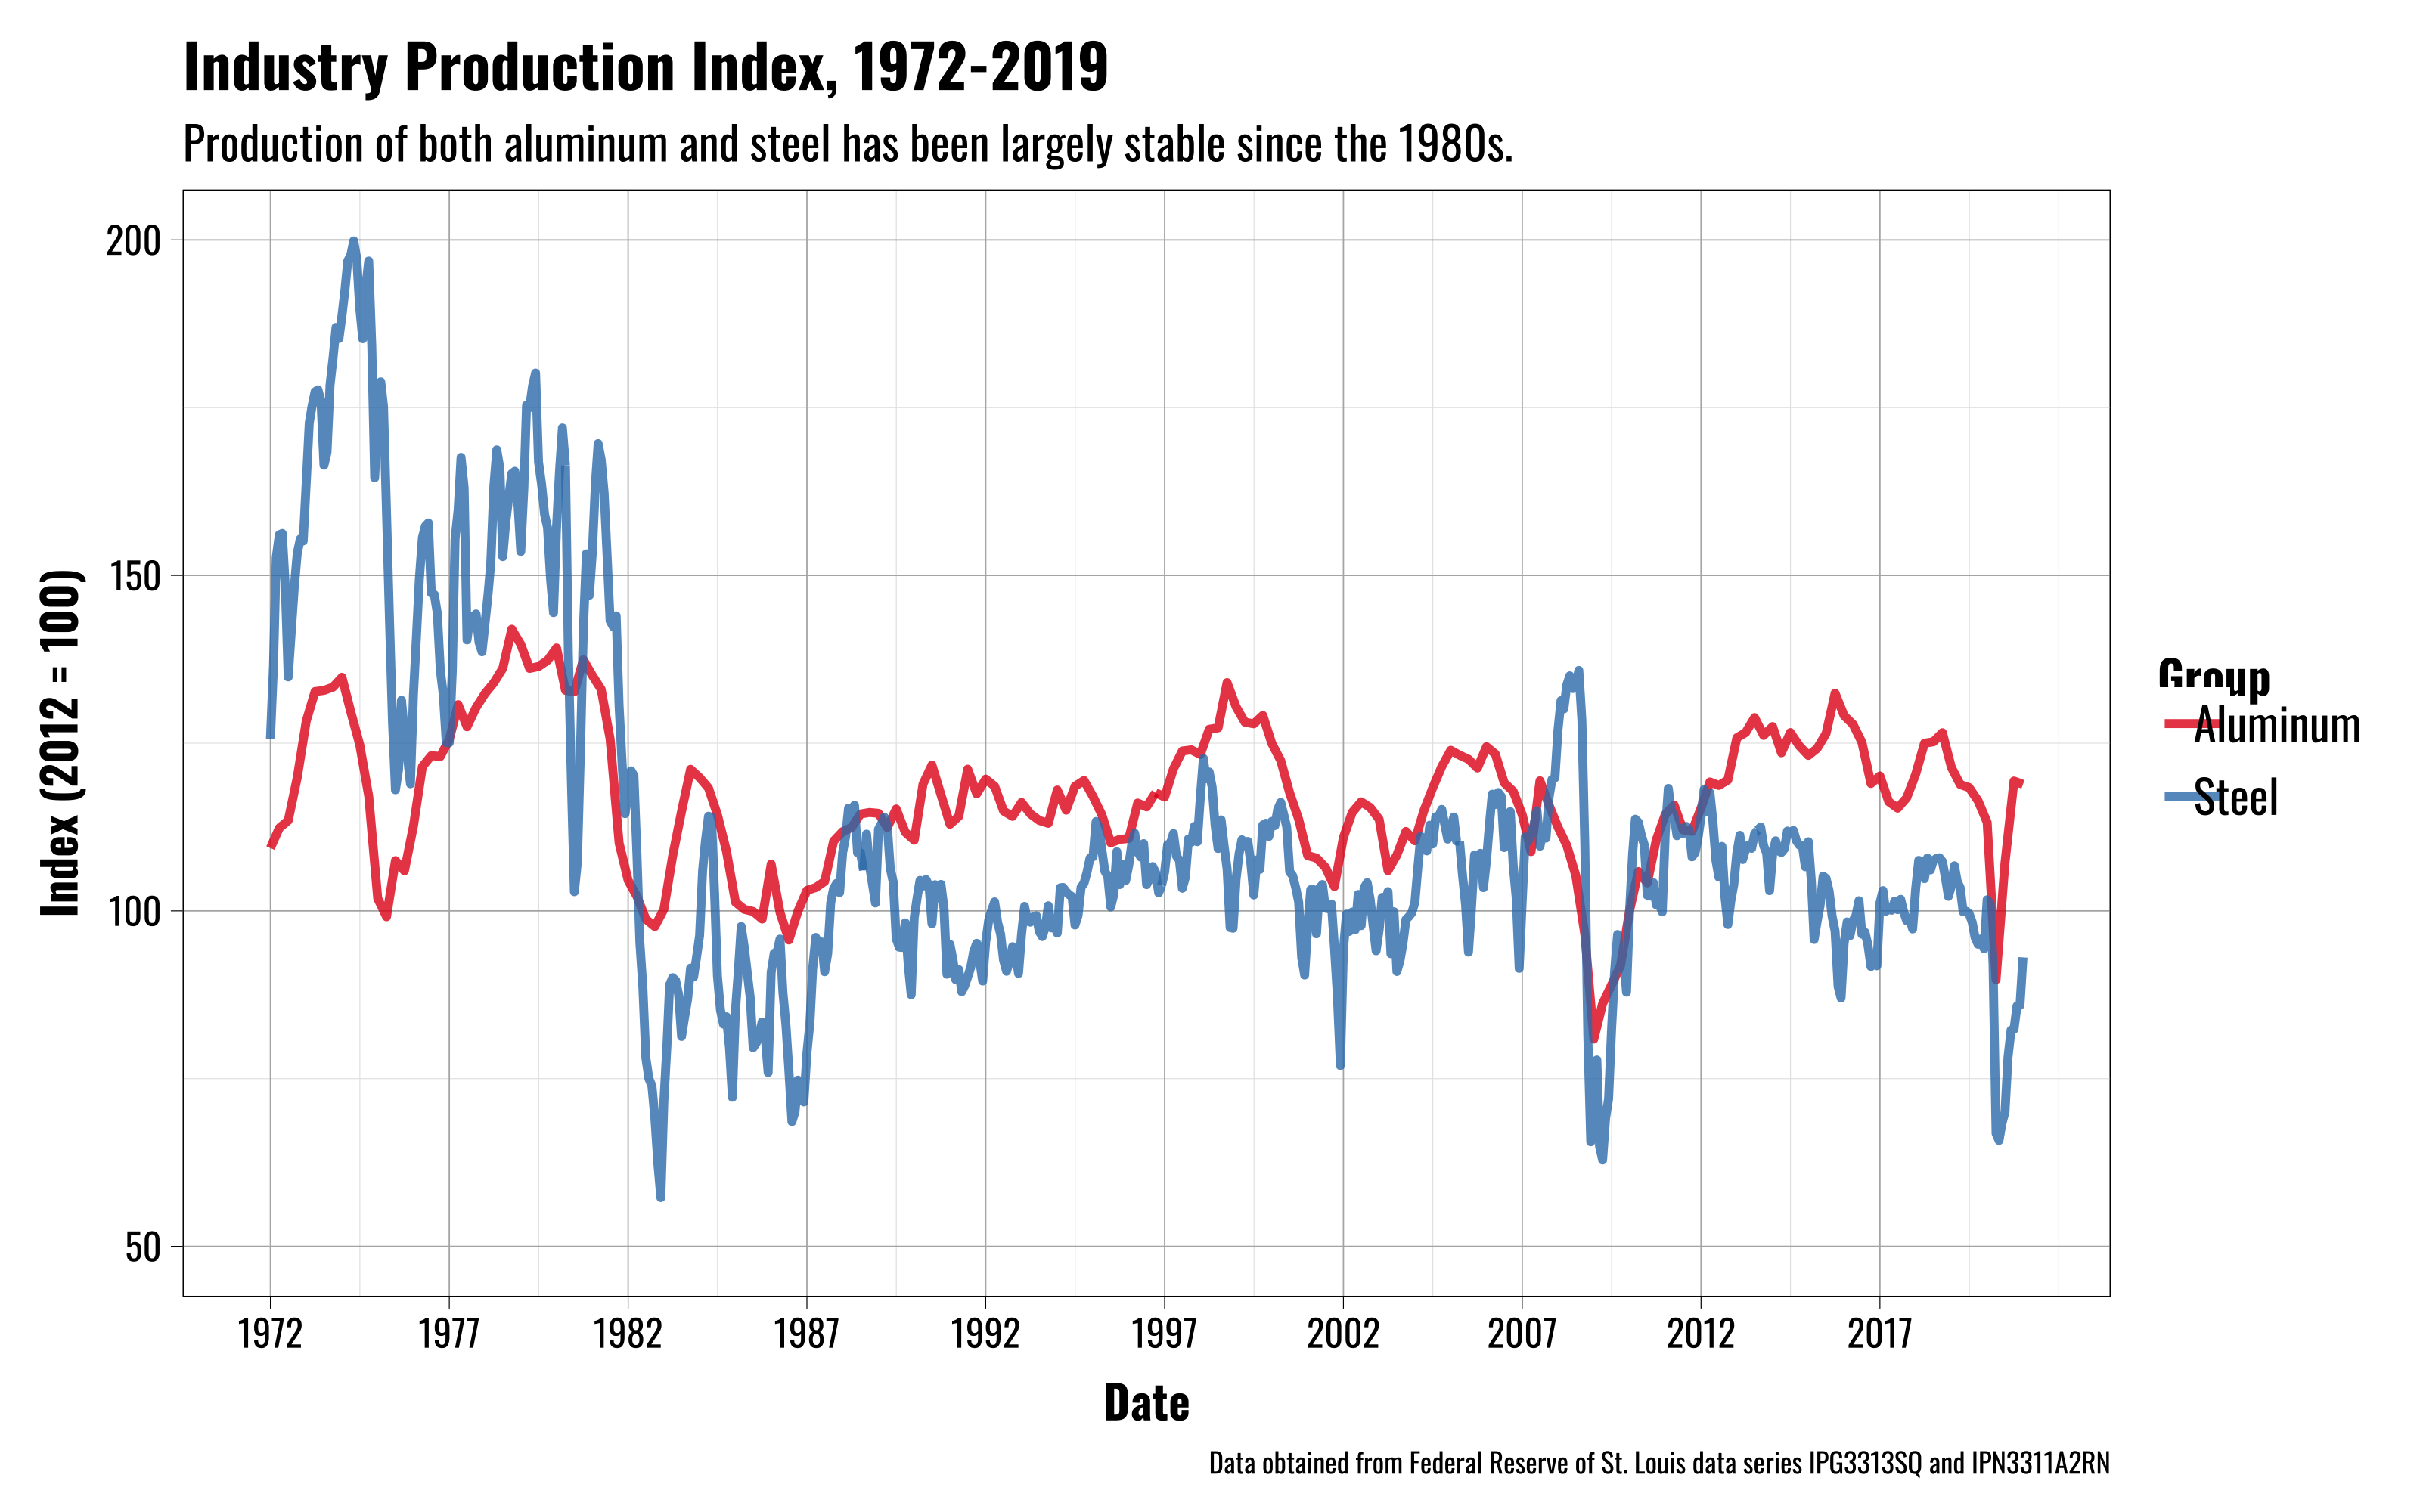 Industry Production Index, 1972-2019
Production of both aluminum and steel has been largely stable since the 1980s.
Index (2012 = 100)
200
150
100
50
1972 1977 1982 1987 1992 1997 2002 2007 2012 2017
Date
Group
Aluminum
Steel
Data obtained from Federal Reserve of St. Louis data series IPG3313SQ and IPN3311A2RN